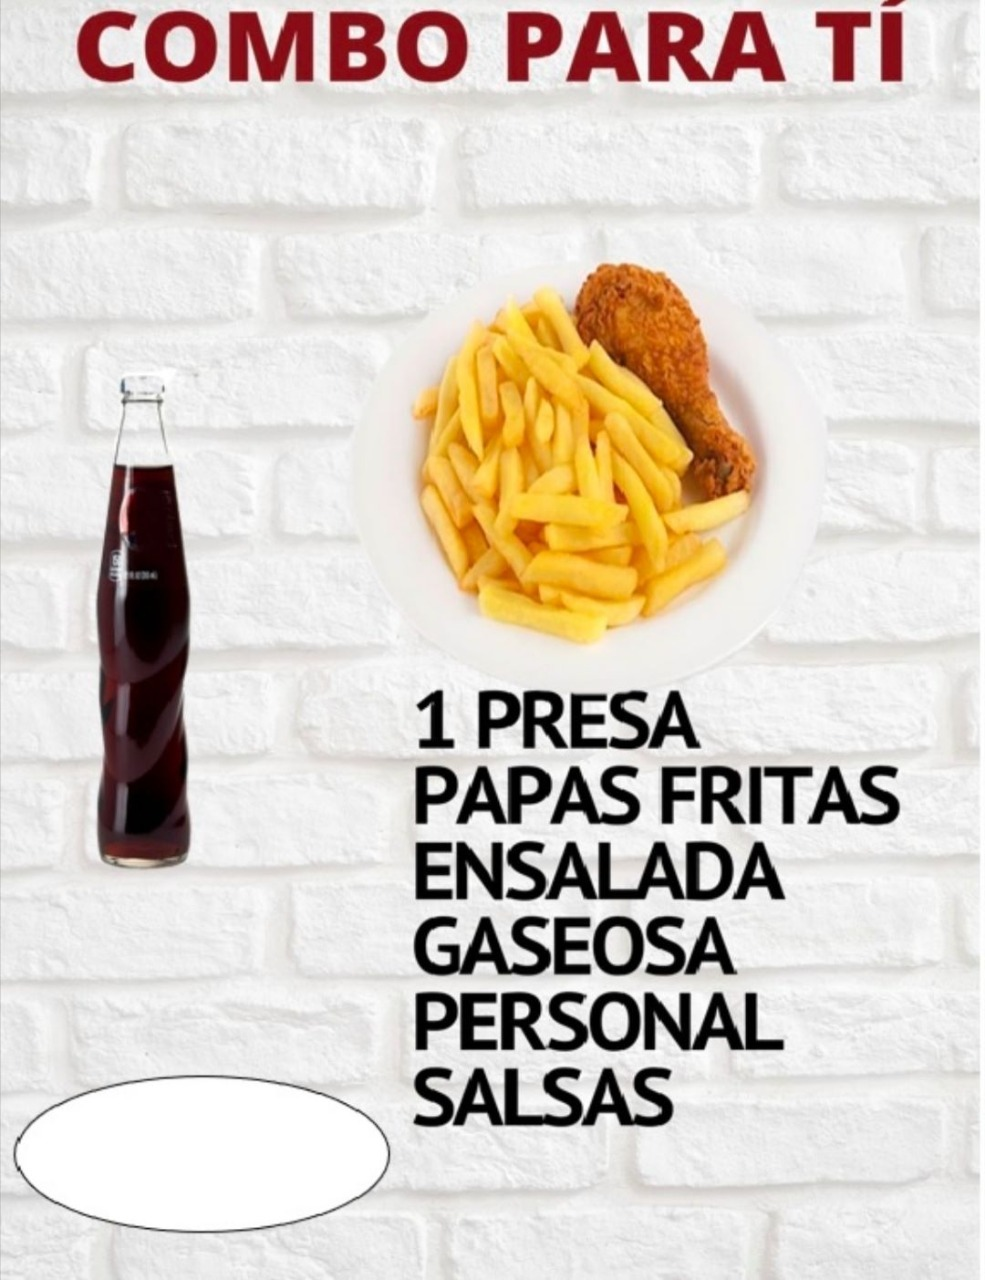 COMBO PARA TÍ
1 PRESA
PAPAS FRITAS
ENSALADA
GASEOSA
PERSONAL
SALSAS